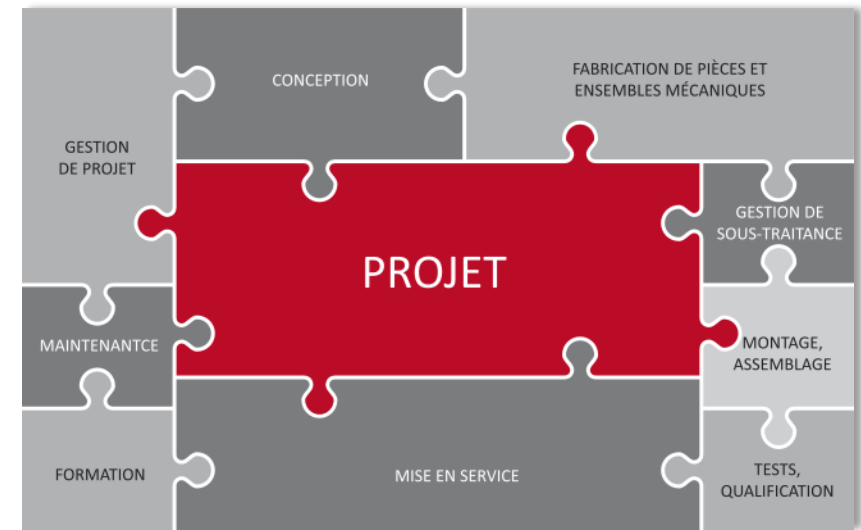 CONCEPTION
FABRICATION DE PIÈCES ET
ENSEMBLES MÉCANIQUES
GESTION
DE PROJET
GESTION DE
SOUS-TRAITANCE
PROJET
MAINTENANTCE
MONTAGE,
ASSEMBLAGE
FORMATION
MISE EN SERVICE
TESTS,
QUALIFICATION